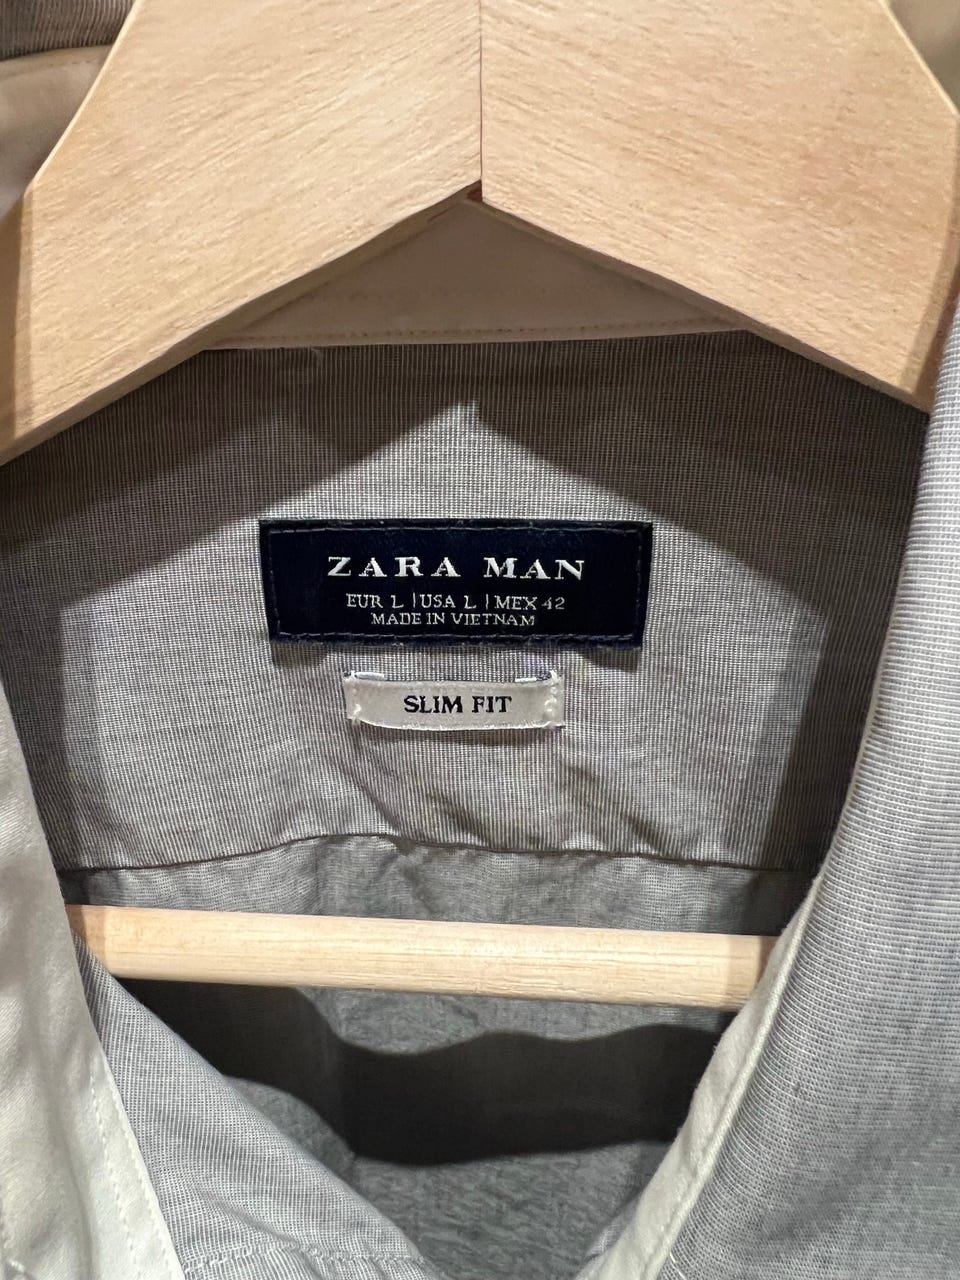 ZARA MAN
EUR L | USA L | MEX 42
MADE IN VIETNAM
SLIM FIT